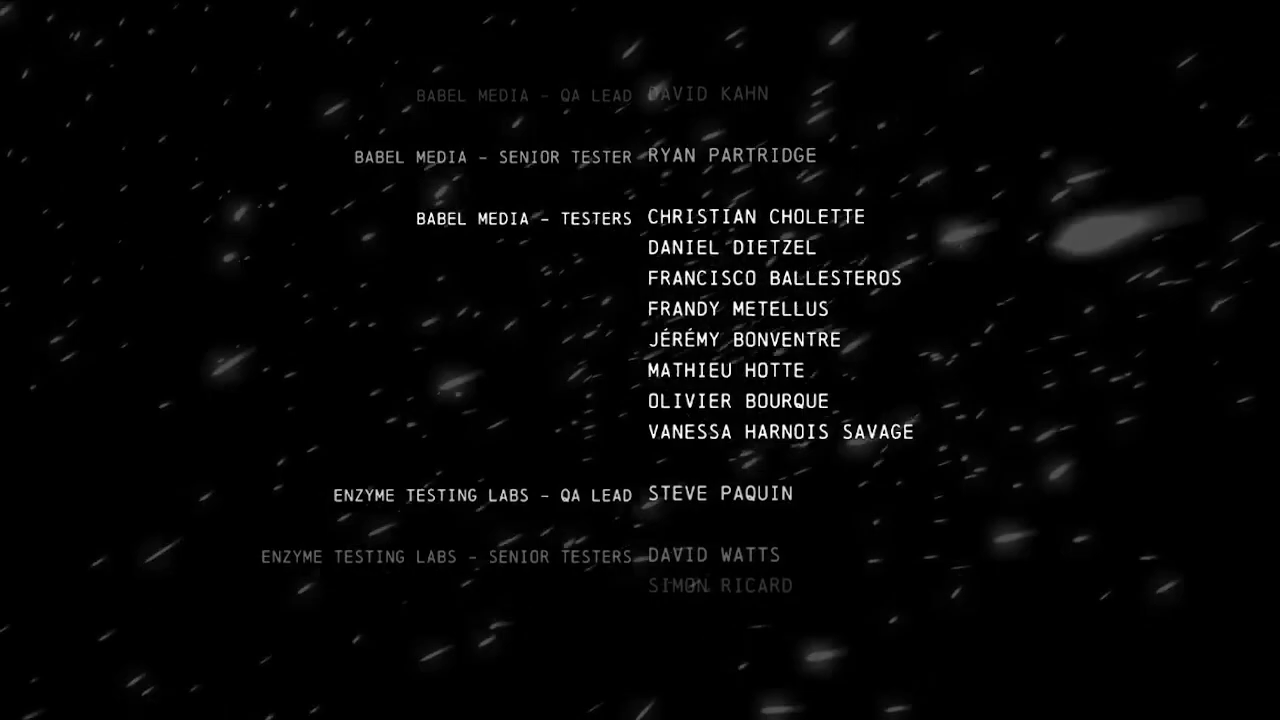 BABEL MEDIA - QA LEAD DAVID KAHN
BABEL MEDIA - SENIOR TESTER RYAN PARTRIDGE
BABEL MEDIA - TESTERS CHRISTIAN CHOLETTE
DANIEL DIETZEL
FRANCISCO BALLESTEROS
FRANDY METELLUS
JÉRÉMY BONVENTRE
MATHIEU HOTTE
OLIVIER BOURQUE
VANESSA HARNOIS SAVAGE
ENZYME TESTING LABS - QA LEAD STEVE PAQUIN
ENZYME TESTING LABS - SENIOR TESTERS DAVID WATTS
SIMON RICARD